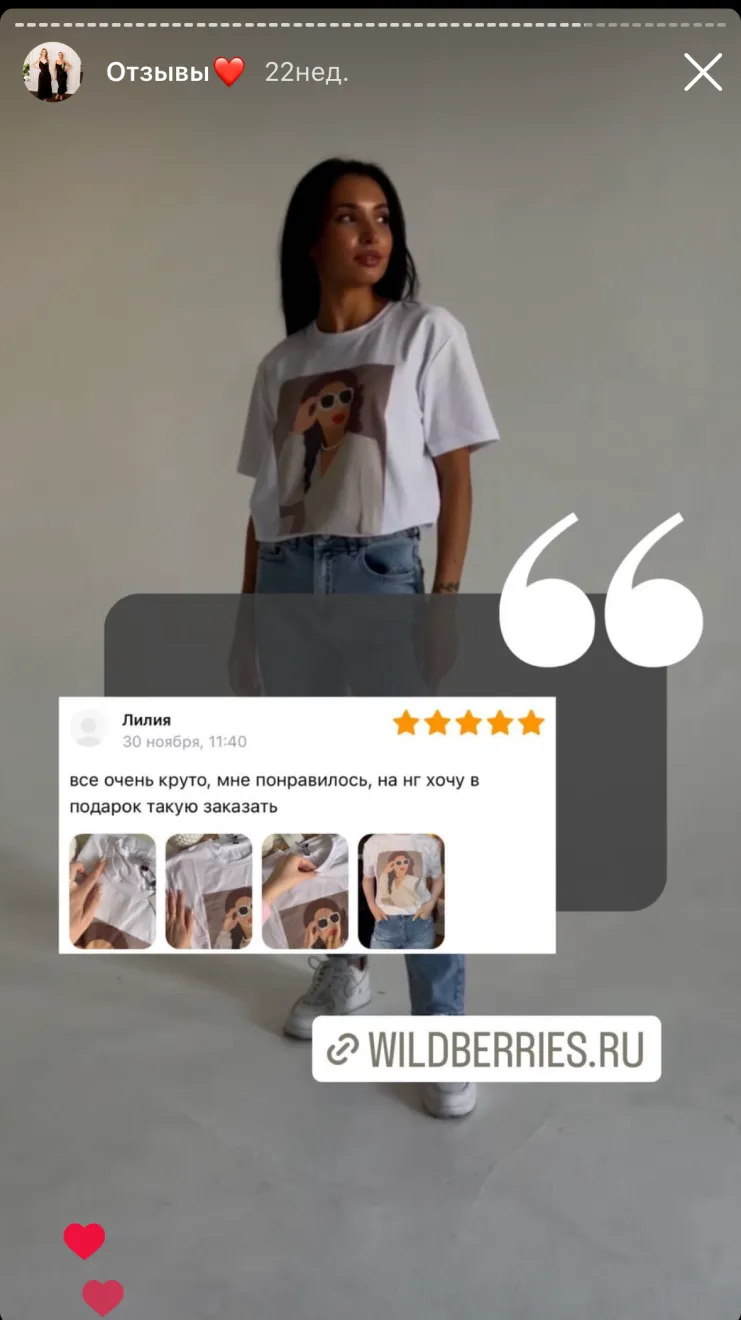 Отзывы❤️ 22нед.
Лилия
30 ноября, 11:40
все очень круто, мне понравилось, на нг хочу в
подарок такую заказать
WILDBERRIES.RU